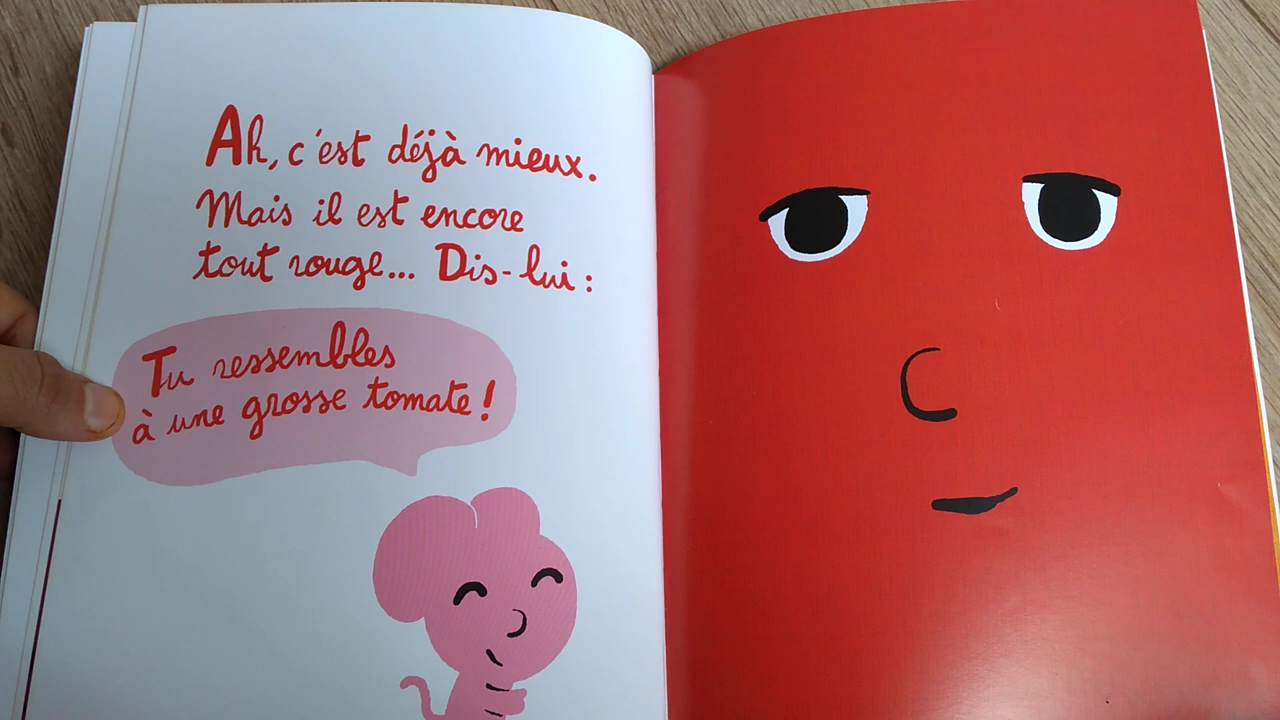 Ah, c'est déjà mieux.
Mais il est encore
tout rouge... Dis-lui :
Tu ressembles
à une grosse tomate !